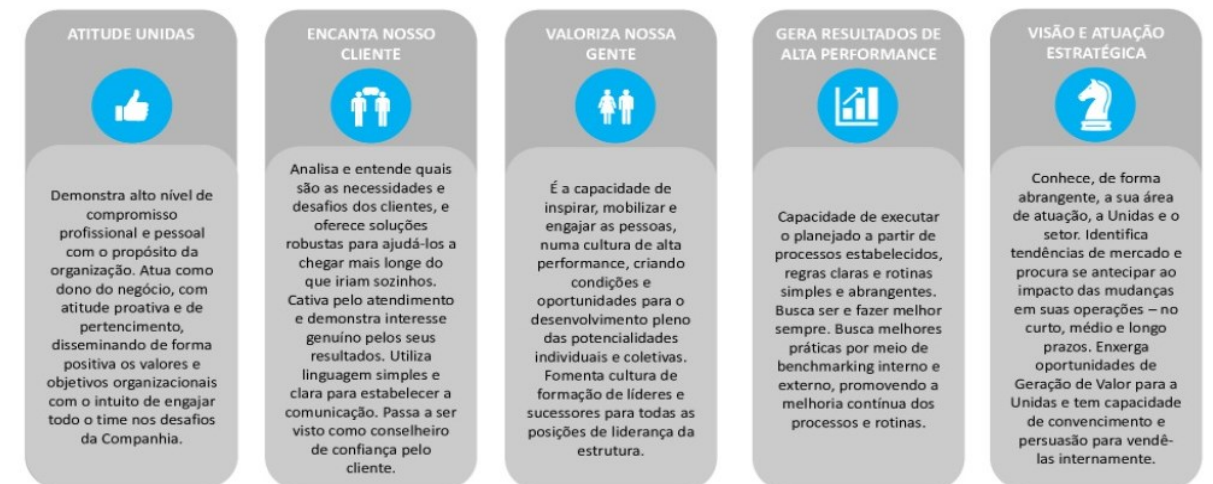 ATITUDE UNIDAS
Demonstra alto nível de
compromisso
profissional e pessoal
com o propósito da
organização. Atua como
dono do negócio, com
atitude proativa e de
pertencimento,
disseminando de forma
positiva os valores e
objetivos organizacionais
com o intuito de engajar
todo o time nos desafios
da Companhia.
ENCANTA NOSSO
CLIENTE
Analisa e entende quais
são as necessidades e
desafios dos clientes, e
oferece soluções
robustas para ajudá-los a
chegar mais longe do
que iriam sozinhos.
Cativa pelo atendimento
e demonstra interesse
genuíno pelos seus
resultados. Utiliza
linguagem simples e
clara para estabelecer a
comunicação. Passa a ser
visto como conselheiro
de confiança pelo
cliente.
VALORIZA NOSSA
GENTE
É a capacidade de
inspirar, mobilizar e
engajar as pessoas,
numa cultura de alta
performance, criando
condições e
oportunidades para o
desenvolvimento pleno
das potencialidades
individuais e coletivas.
Fomenta cultura de
formação de líderes e
sucessores para todas as
posições de liderança da
estrutura.
GERA RESULTADOS DE
ALTA PERFORMANCE
Capacidade de executar
o planejado a partir de
processos estabelecidos,
regras claras e rotinas
simples e abrangentes.
Busca ser e fazer melhor
sempre. Busca melhores
práticas por meio de
benchmarking interno e
externo, promovendo a
melhoria contínua dos
processos e rotinas.
VISÃO E ATUAÇÃO
ESTRATÉGICA
Conhece, de forma
abrangente, a sua área
de atuação, a Unidas e o
setor. Identifica
tendências de mercado e
procura se antecipar ao
impacto das mudanças
em suas operações – no
curto, médio e longo
prazos. Enxerga
oportunidades de
Geração de Valor para a
Unidas e tem capacidade
de convencimento e
persuasão para vendê-
las internamente.